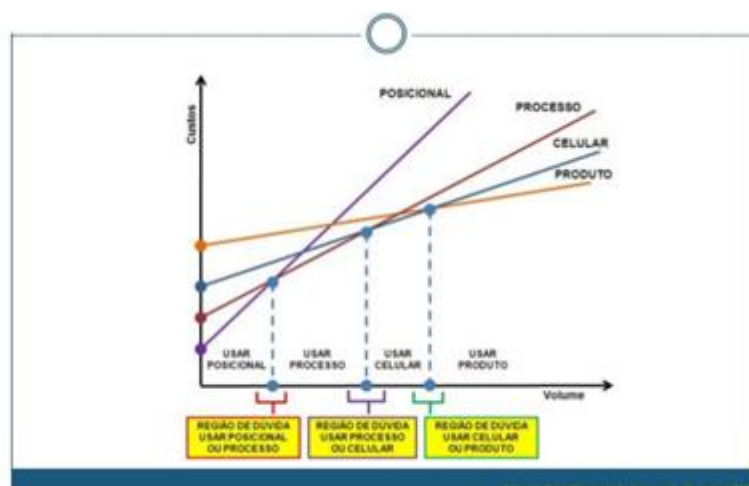 POSICIONAL
PROCESSO
CELULAR
PRODUTO
Custos
USAR
POSICIONAL
USAR
PROCESSO
USAR
CELULAR
USAR
PRODUTO
Volume
REGIÃO DE DÚVIDA
USAR POSICIONAL
OU PROCESSO
REGIÃO DE DÚVIDA
USAR PROCESSO
OU CELULAR
REGIÃO DE DÚVIDA
USAR CELULAR
OU PRODUTO